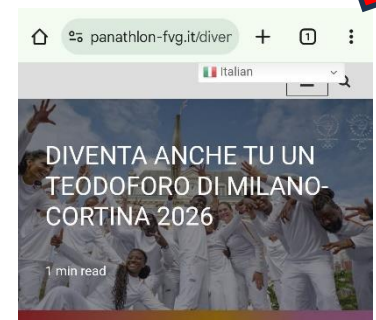 panathlon-fvg.it/diver
1
Italian
DIVENTA ANCHE TU UN
TEODOFORO DI MILANO-
CORTINA 2026
1 min read